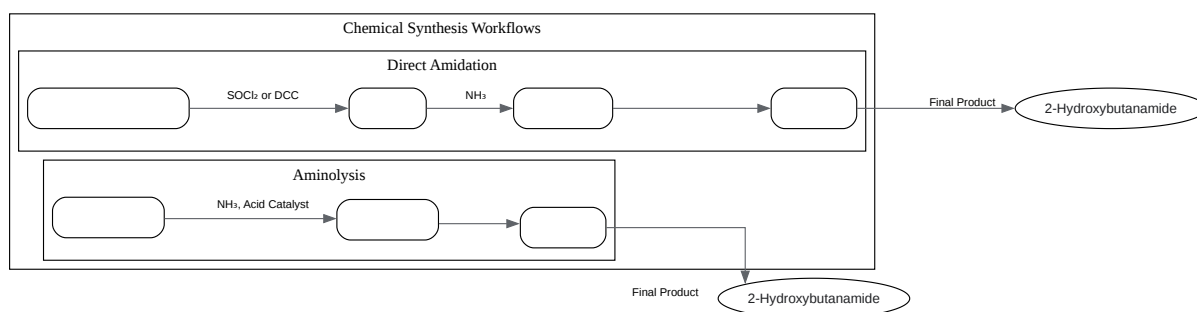 Chemical Synthesis Workflows
Direct Amidation
SOCl₂ or DCC
NH₃
Final Product
2-Hydroxybutanamide
Aminolysis
NH₃, Acid Catalyst
Final Product
2-Hydroxybutanamide